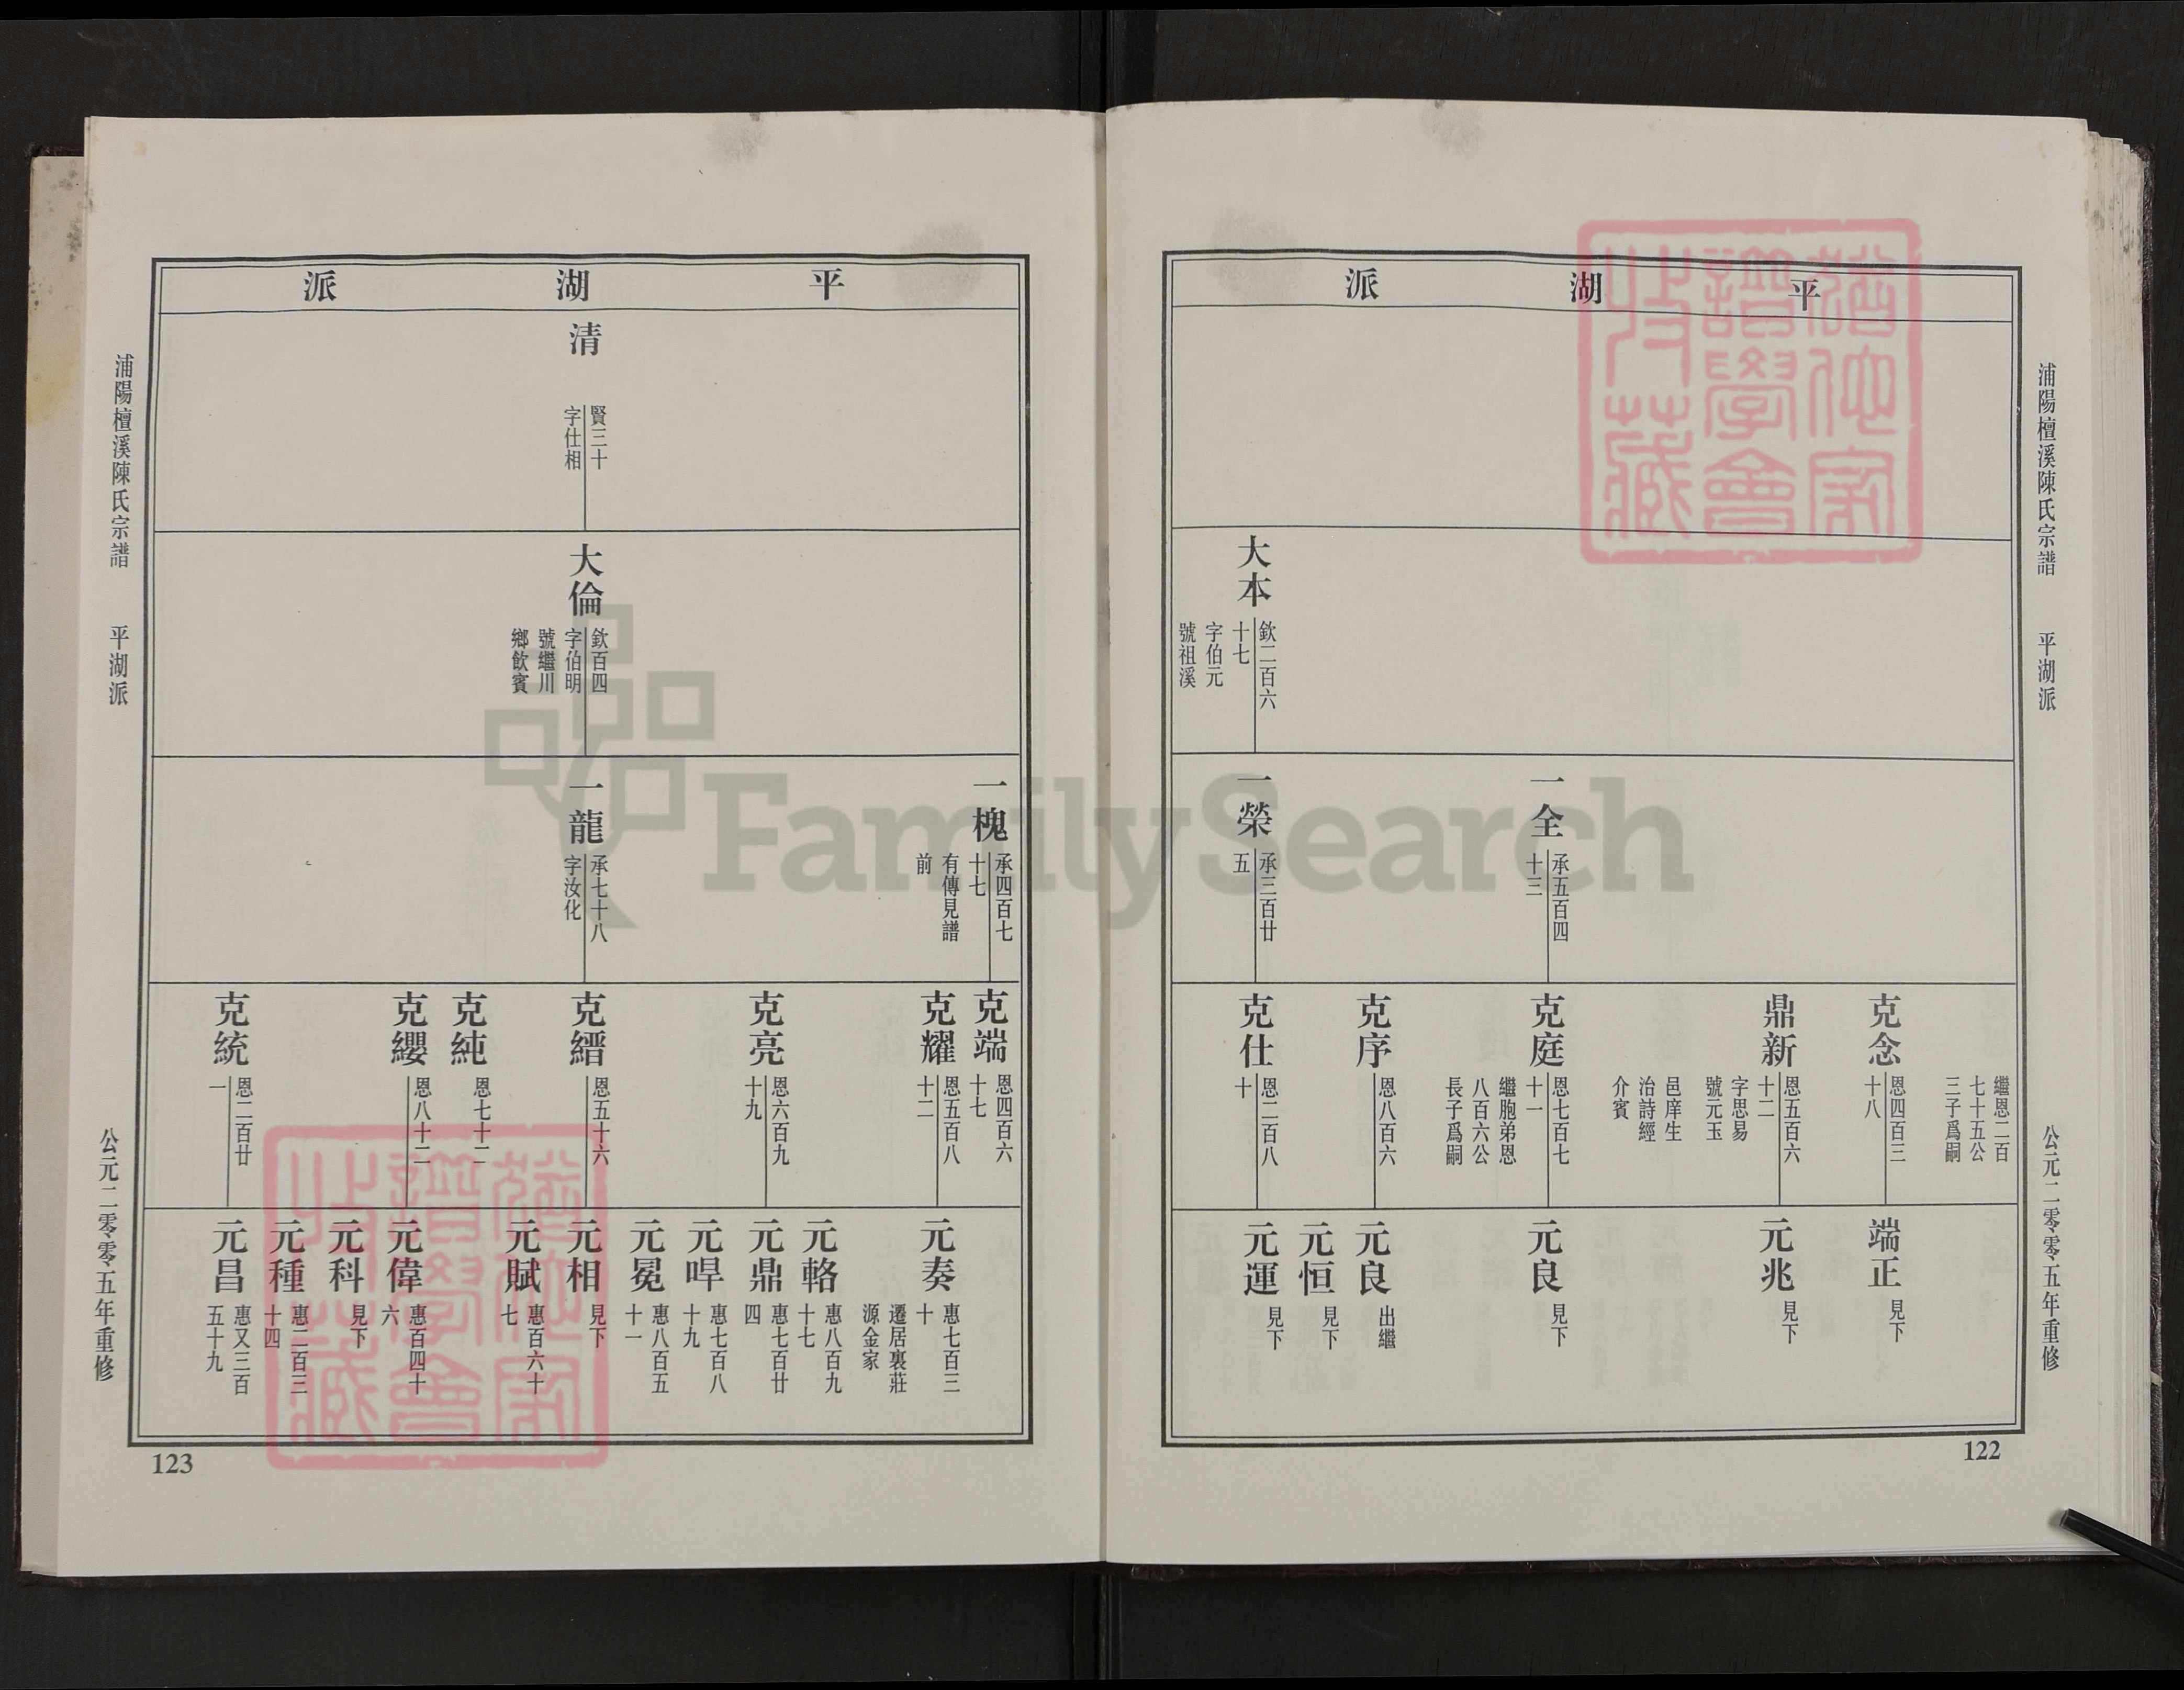 浦陽檀溪陳氏宗譜 平湖派 公元二零零五年重修
122
平湖派
大本
欽二百六
十七
字伯元
號祖溪
一全
承五百四
十三
一榮
承三百廿
五
繼恩二百
七十五公
三子爲嗣
克念
恩四百三
十八
鼎新
恩五百六
十二
字思易
號元玉
邑庠生
治詩經
介賓
克庭
恩七百七
十一
繼胞弟恩
八百六公
長子爲嗣
克序
恩八百六
克仕
恩二百八
十
端正
見下
元兆
見下
元良
見下
元良
出繼
元恒
見下
元運
見下
平湖派
清
賢三十
字仕相
大倫
欽百四
字伯明
號繼川
鄉飲賓
一槐
承四百七
十七
有傳見譜
前
一龍
承七十八
字汝化
克端
恩四百六
十七
克耀
恩五百八
十二
克亮
恩六百九
十九
克縉
恩五十六
克純
恩七十二
克纓
恩八十二
克統
恩二百廿
一
元奏
惠七百三
十
遷居裏莊
源金家
元輅
惠八百九
十七
元鼎
惠七百廿
四
元啤
惠七百八
十九
元冕
惠八百五
十一
元相
見下
元賦
惠百六十
七
元偉
惠百四十
六
元科
見下
元種
惠二百三
十四
元昌
惠又三百
五十九
浦陽檀溪陳氏宗譜 平湖派 公元二零零五年重修
123
FamilySearch